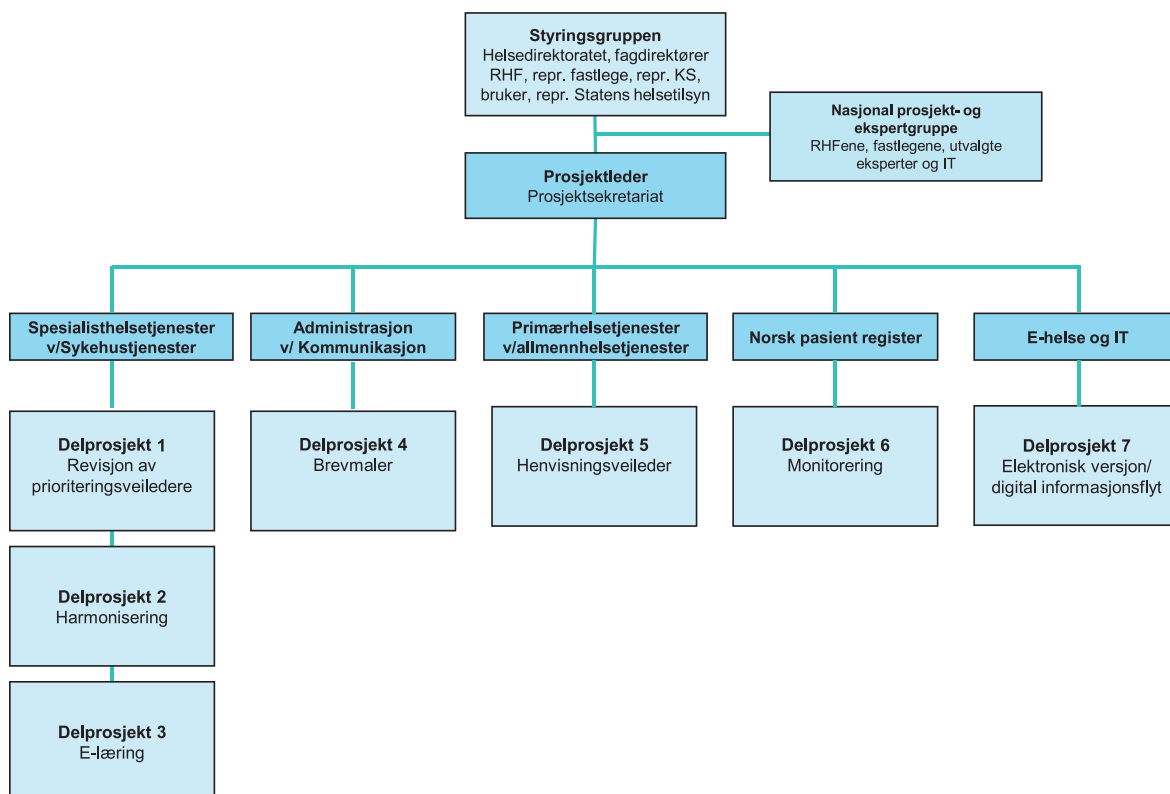 Styringsgruppen
Helsedirektoratet, fagdirektører
RHF, repr. fastlege, repr. KS,
bruker, repr. Statens helsetilsyn
Nasjonal prosjekt- og
ekspertgruppe
RHFene, fastlegene, utvalgte
eksperter og IT
Prosjektleder
Prosjektsekretariat
Spesialisthelsetjenester
v/Sykehustjenester
Administrasjon
v/ Kommunikasjon
Primærhelsetjenester
v/allmennhelsetjenester
Norsk pasient register
E-helse og IT
Delprosjekt 1
Revisjon av
prioriteringsveiledere
Delprosjekt 4
Brevmaler
Delprosjekt 5
Henvisningsveileder
Delprosjekt 6
Monitorering
Delprosjekt 7
Elektronisk versjon/
digital informasjonsflyt
Delprosjekt 2
Harmonisering
Delprosjekt 3
E-læring